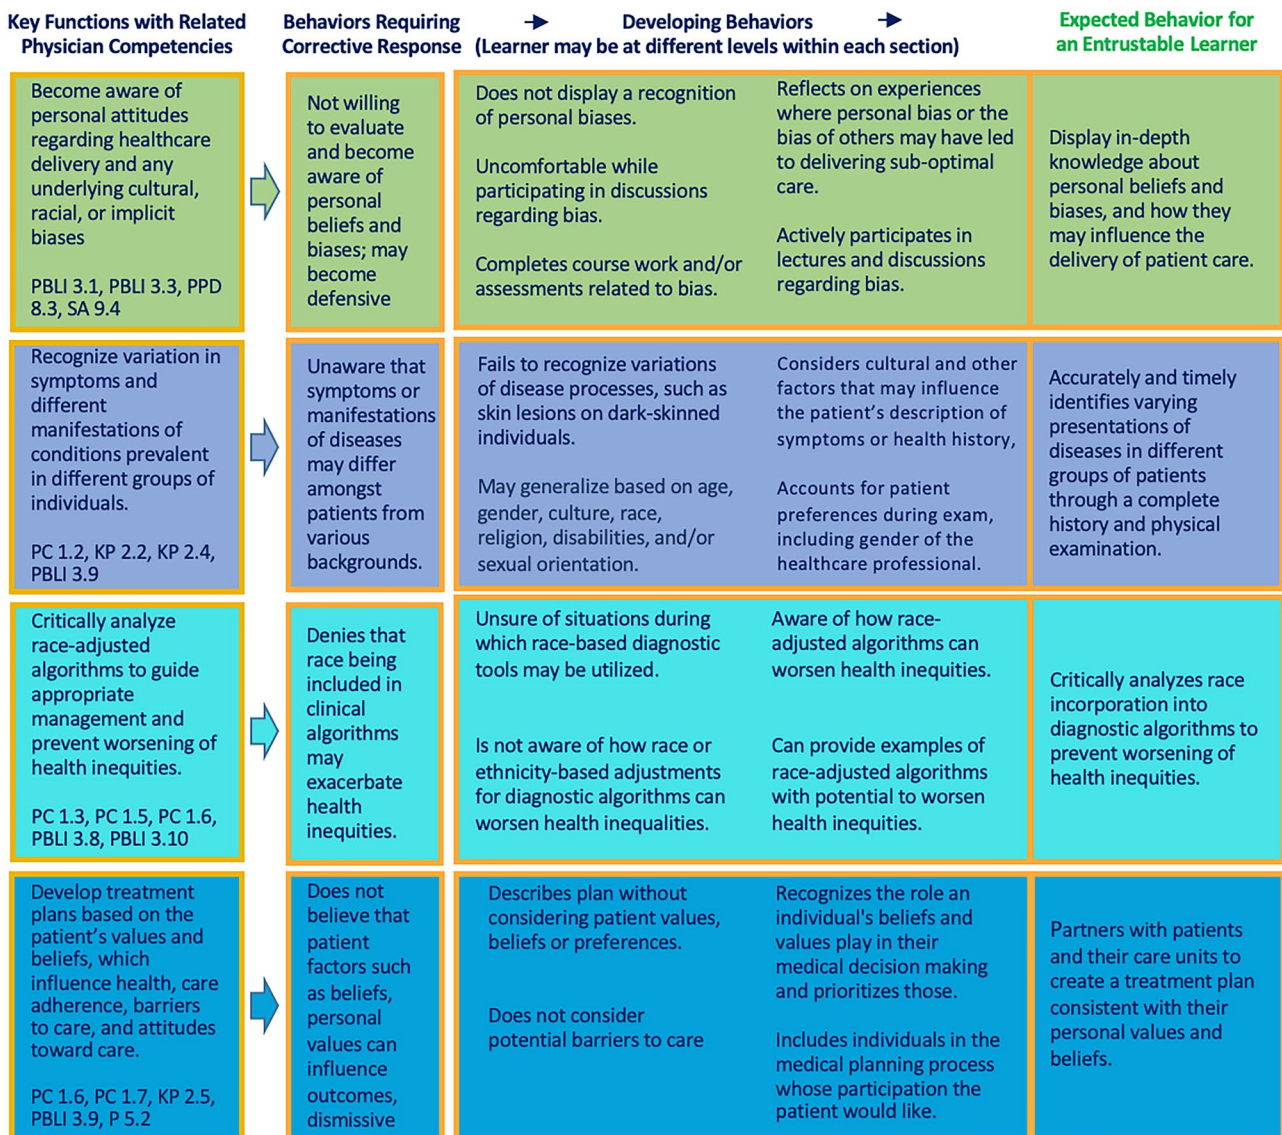 Key Functions with Related
Physician Competencies
Behaviors Requiring
Corrective Response
Developing Behaviors
(Learner may be at different levels within each section)
Expected Behavior for
an Entrustable Learner
Become aware of
personal attitudes
regarding healthcare
delivery and any
underlying cultural,
racial, or implicit
biases
PBLI 3.1, PBLI 3.3, PPD
8.3, SA 9.4
Not willing
to evaluate
and become
aware of
personal
beliefs and
biases; may
become
defensive
Does not display a recognition
of personal biases.
Uncomfortable while
participating in discussions
regarding bias.
Completes course work and/or
assessments related to bias.
Reflects on experiences
where personal bias or the
bias of others may have led
to delivering sub-optimal
care.
Actively participates in
lectures and discussions
regarding bias.
Display in-depth
knowledge about
personal beliefs and
biases, and how they
may influence the
delivery of patient care.
Recognize variation in
symptoms and
different
manifestations of
conditions prevalent
in different groups of
individuals.
PC 1.2, KP 2.2, KP 2.4,
PBLI 3.9
Unaware that
symptoms or
manifestations
of diseases
may differ
amongst
patients from
various
backgrounds.
Fails to recognize variations
of disease processes, such as
skin lesions on dark-skinned
individuals.
May generalize based on age,
gender, culture, race,
religion, disabilities, and/or
sexual orientation.
Considers cultural and other
factors that may influence
the patient's description of
symptoms or health history,
Accounts for patient
preferences during exam,
including gender of the
healthcare professional.
Accurately and timely
identifies varying
presentations of
diseases in different
groups of patients
through a complete
history and physical
examination.
Critically analyze
race-adjusted
algorithms to guide
appropriate
management and
prevent worsening of
health inequities.
PC 1.3, PC 1.5, PC 1.6,
PBLI 3.8, PBLI 3.10
Denies that
race being
included in
clinical
algorithms
may
exacerbate
health
inequities.
Unsure of situations during
which race-based diagnostic
tools may be utilized.
Is not aware of how race or
ethnicity-based adjustments
for diagnostic algorithms can
worsen health inequalities.
Aware of how race-
adjusted algorithms can
worsen health inequities.
Can provide examples of
race-adjusted algorithms
with potential to worsen
health inequities.
Critically analyzes race
incorporation into
diagnostic algorithms to
prevent worsening of
health inequities.
Develop treatment
plans based on the
patient's values and
beliefs, which
influence health, care
adherence, barriers
to care, and attitudes
toward care.
PC 1.6, PC 1.7, KP 2.5,
PBLI 3.9, P 5.2
Does not
believe that
patient
factors such
as beliefs,
personal
values can
influence
outcomes,
dismissive
Describes plan without
considering patient values,
beliefs or preferences.
Does not consider
potential barriers to care
Recognizes the role an
individual's beliefs and
values play in their
medical decision making
and prioritizes those.
Includes individuals in the
medical planning process
whose participation the
patient would like.
Partners with patients
and their care units to
create a treatment plan
consistent with their
personal values and
beliefs.